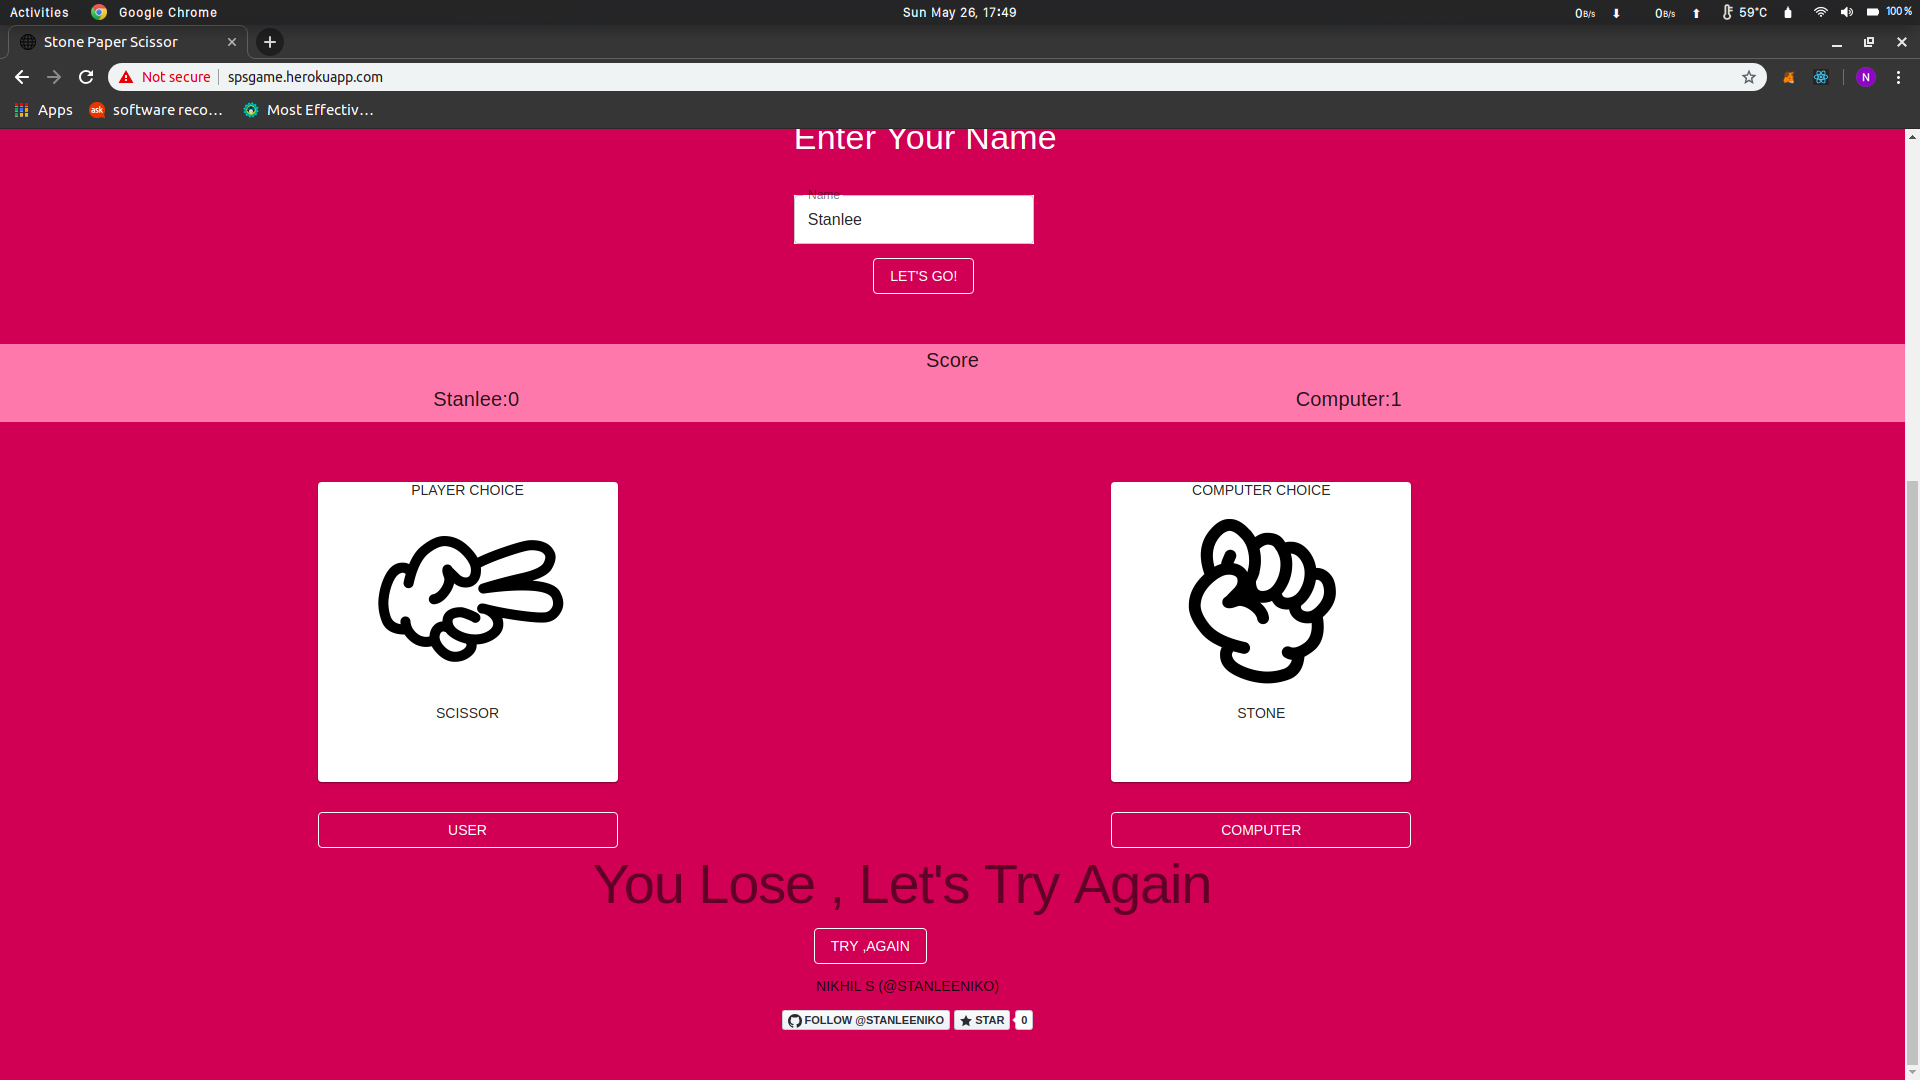 Activities Google Chrome Sun May 26, 17:49 0B/s 0B/s 59°C 100%
Stone Paper Scissor
Not secure spsgame.herokuapp.com N
Apps ask software reco... Most Effectiv...
Enter Your Name
Name
Stanlee
LET'S GO!
Score
Stanlee:0 Computer:1
PLAYER CHOICE COMPUTER CHOICE
SCISSOR STONE
USER COMPUTER
You Lose , Let's Try Again
TRY ,AGAIN
NIKHIL S (@STANLEENIKO)
FOLLOW @STANLEENIKO STAR 0